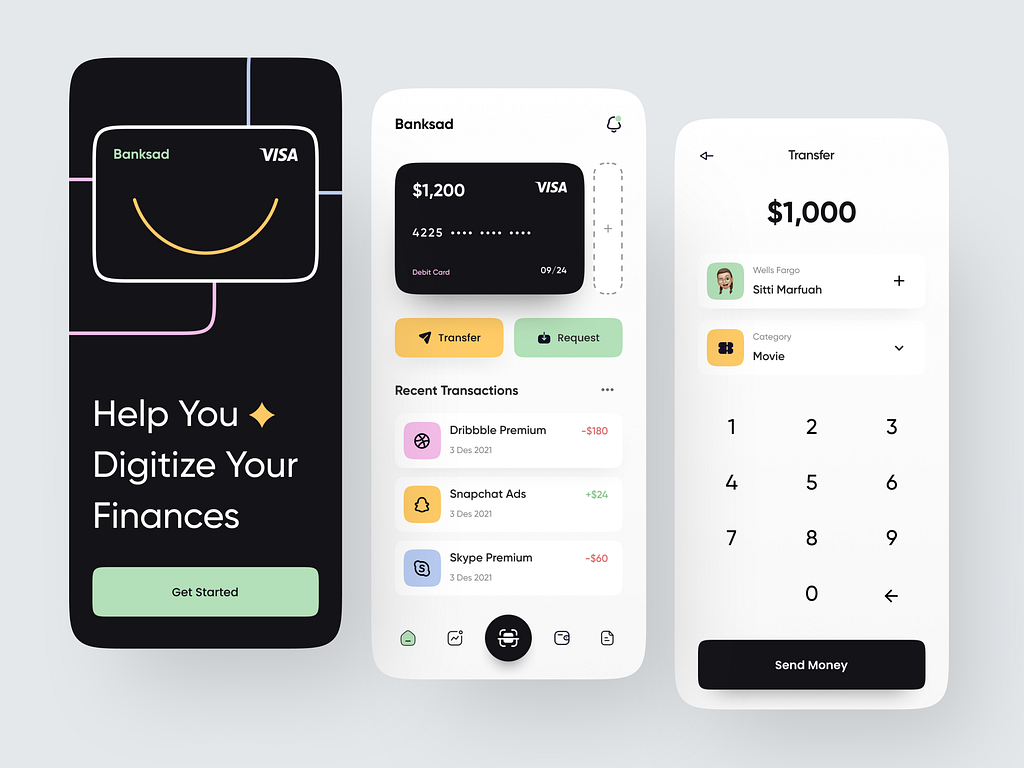 Banksad
VISA
Help You
Digitize Your
Finances
Get Started
Banksad
$1,200
VISA
4225 •••• •••• ••••
Debit Card
09/24
+
Transfer
Request
Recent Transactions
•••
Dribbble Premium
-$180
3 Des 2021
Snapchat Ads
+$24
3 Des 2021
Skype Premium
-$60
3 Des 2021
Transfer
$1,000
Wells Fargo
Sitti Marfuah
+
Category
Movie
1 2 3
4 5 6
7 8 9
0
Send Money